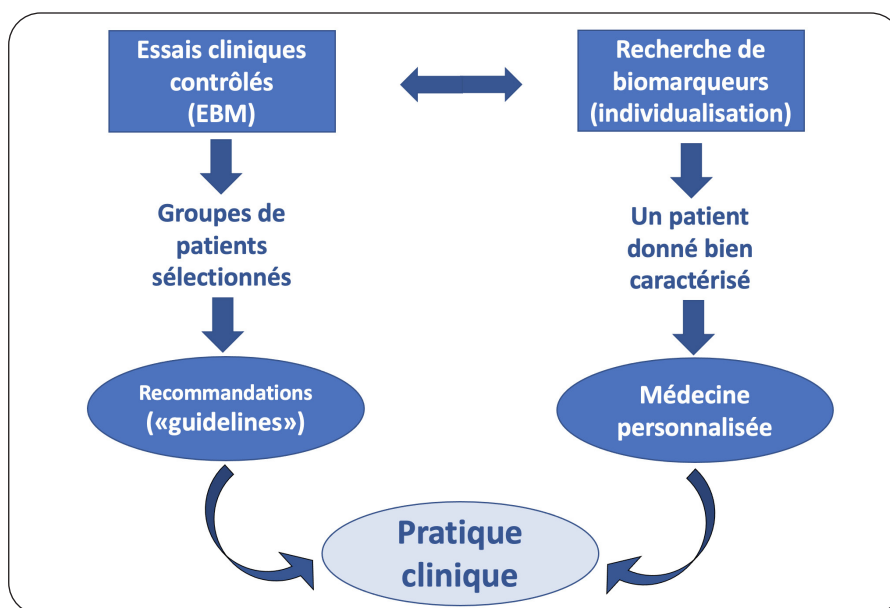 Essais cliniques
contrôlés
(EBM)
Groupes de
patients
sélectionnés
Recommandations
(«guidelines»)
Recherche de
biomarqueurs
(individualisation)
Un patient
donné bien
caractérisé
Médecine
personnalisée
Pratique
clinique